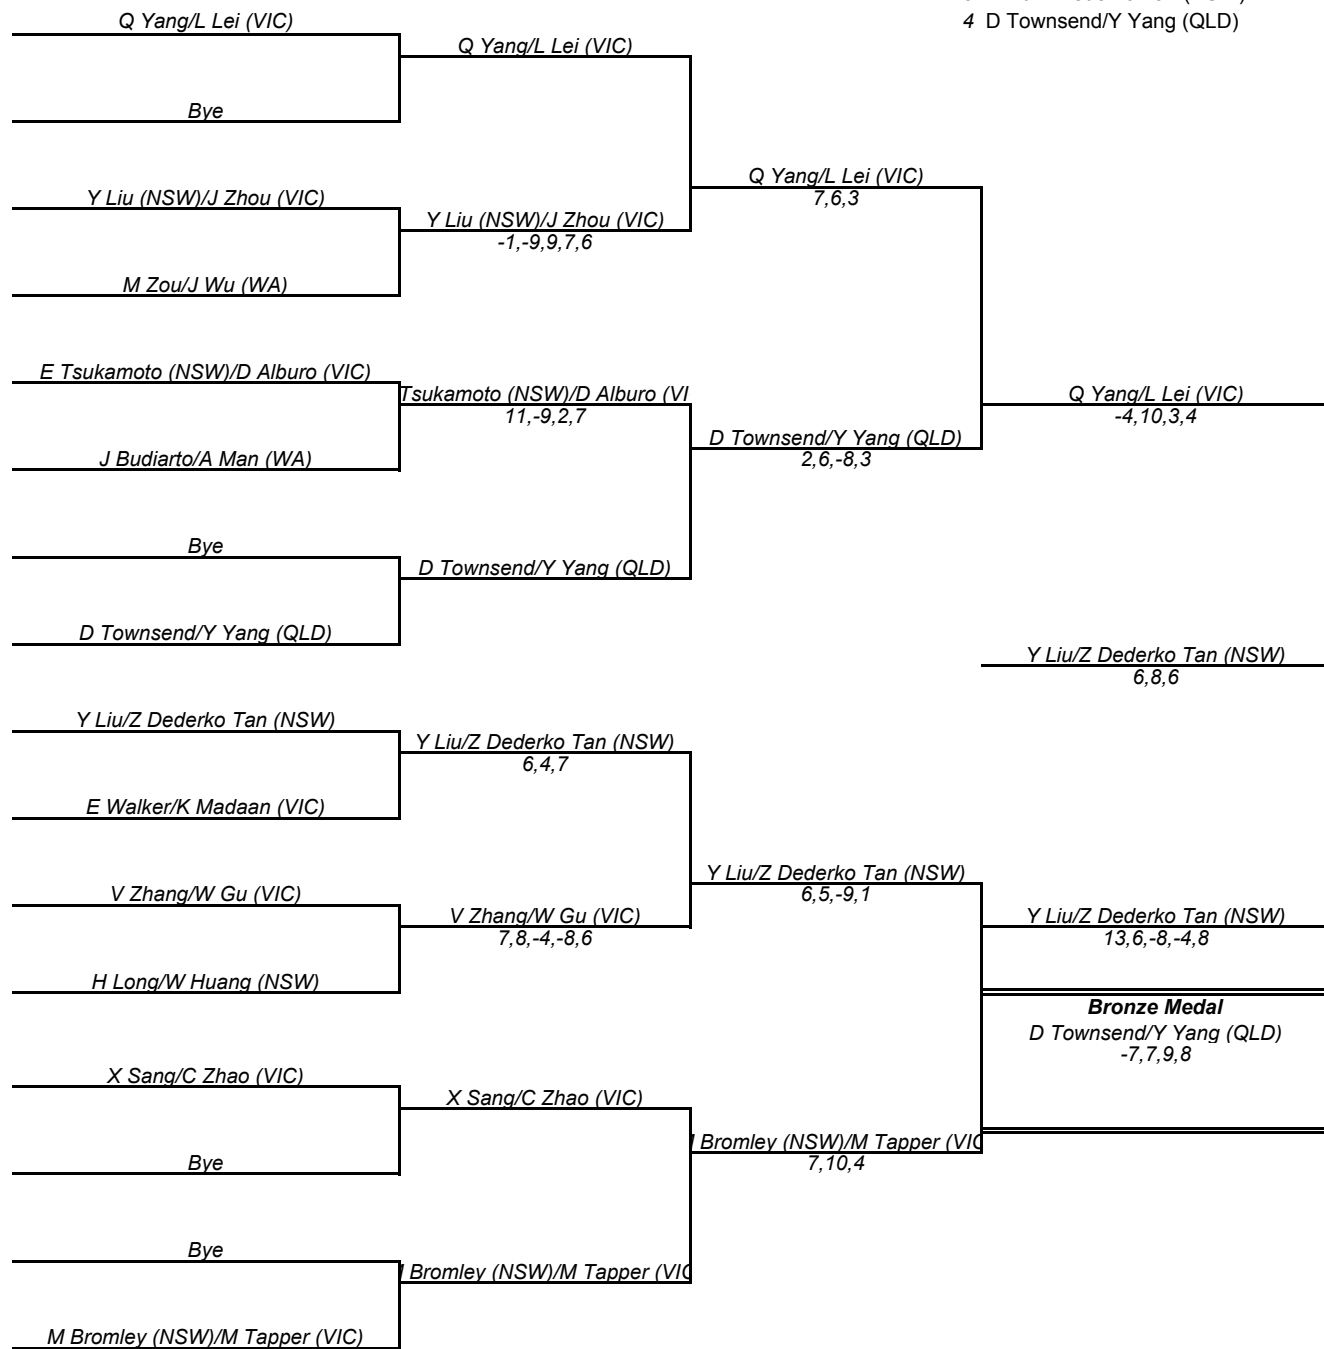 4 D Townsend/Y Yang (QLD)
Q Yang/L Lei (VIC)
Q Yang/L Lei (VIC)
Bye
Q Yang/L Lei (VIC)
7,6,3
Y Liu (NSW)/J Zhou (VIC)
Y Liu (NSW)/J Zhou (VIC)
-1,-9,9,7,6
M Zou/J Wu (WA)
E Tsukamoto (NSW)/D Alburo (VIC)
Tsukamoto (NSW)/D Alburo (VI
11,-9,2,7
Q Yang/L Lei (VIC)
-4,10,3,4
D Townsend/Y Yang (QLD)
2,6,-8,3
J Budiarto/A Man (WA)
Bye
D Townsend/Y Yang (QLD)
D Townsend/Y Yang (QLD)
Y Liu/Z Dederko Tan (NSW)
6,8,6
Y Liu/Z Dederko Tan (NSW)
Y Liu/Z Dederko Tan (NSW)
6,4,7
E Walker/K Madaan (VIC)
Y Liu/Z Dederko Tan (NSW)
6,5,-9,1
V Zhang/W Gu (VIC)
V Zhang/W Gu (VIC)
7,8,-4,-8,6
Y Liu/Z Dederko Tan (NSW)
13,6,-8,-4,8
H Long/W Huang (NSW)
Bronze Medal
D Townsend/Y Yang (QLD)
-7,7,9,8
X Sang/C Zhao (VIC)
X Sang/C Zhao (VIC)
Bromley (NSW)/M Tapper (VIC
7,10,4
Bye
Bye
Bromley (NSW)/M Tapper (VIC
M Bromley (NSW)/M Tapper (VIC)